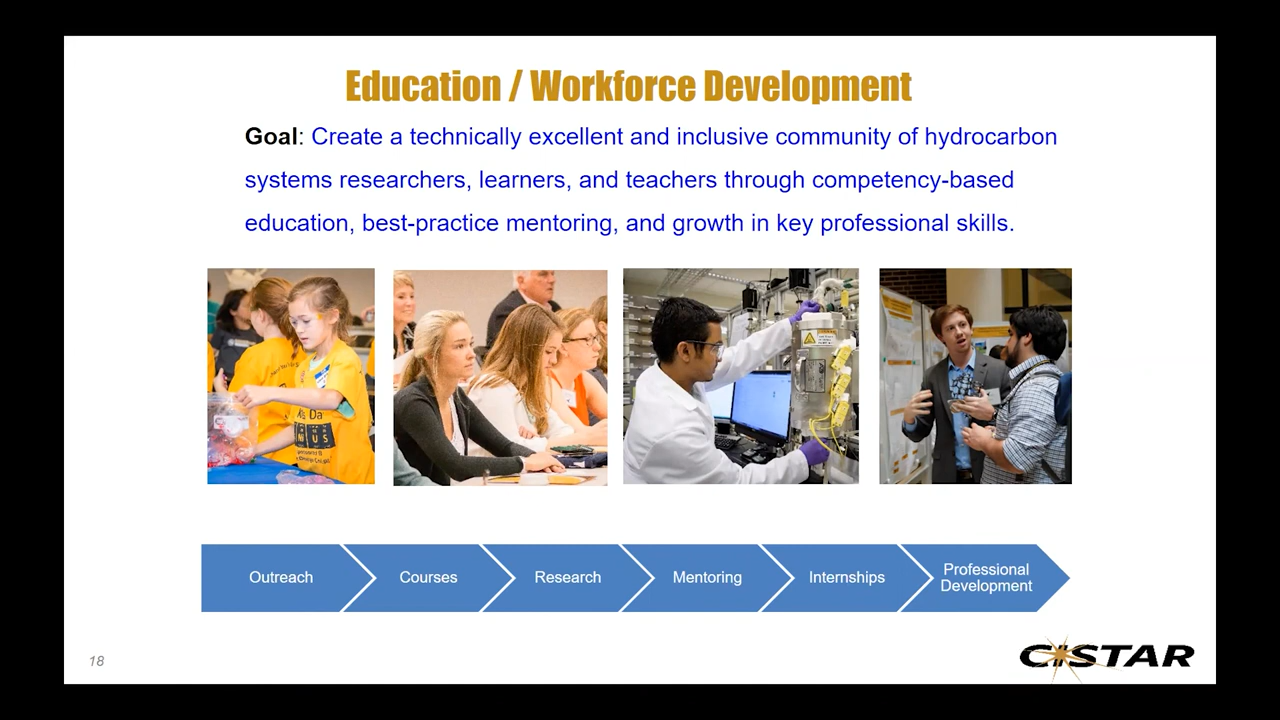 Education / Workforce Development
Goal: Create a technically excellent and inclusive community of hydrocarbon
systems researchers, learners, and teachers through competency-based
education, best-practice mentoring, and growth in key professional skills.
Outreach
Courses
Research
Mentoring
Internships
Professional
Development
18
CISTAR